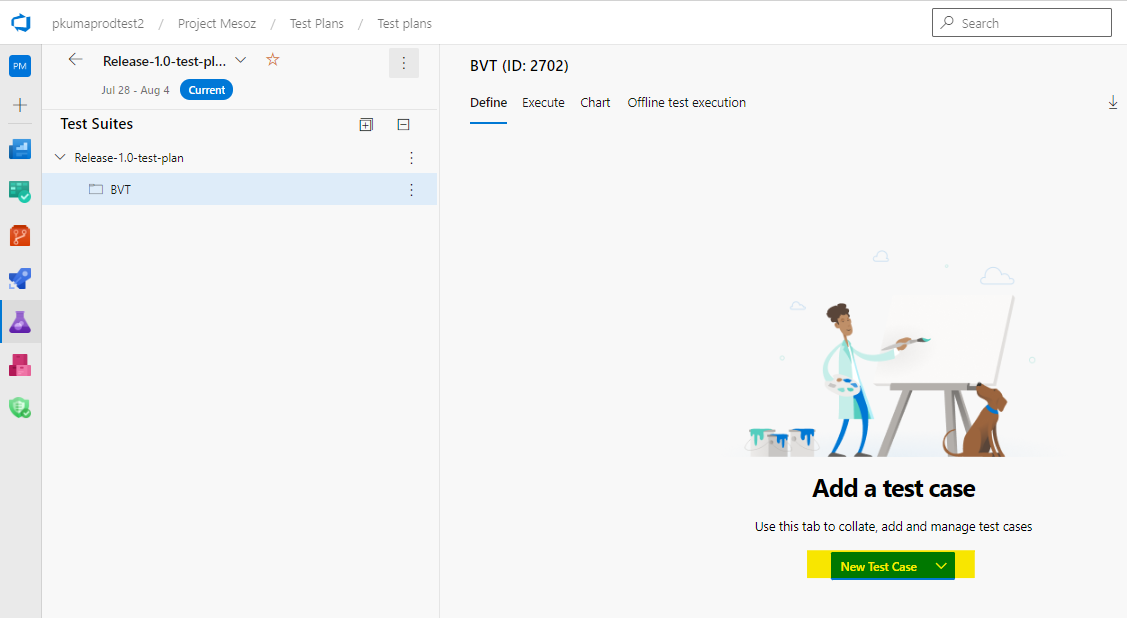 pkumaprodtest2 / Project Mesoz / Test Plans / Test plans
Search
PM
Release-1.0-test-pl...
Jul 28 - Aug 4 Current
Test Suites
Release-1.0-test-plan
BVT
BVT (ID: 2702)
Define Execute Chart Offline test execution
Add a test case
Use this tab to collate, add and manage test cases
New Test Case